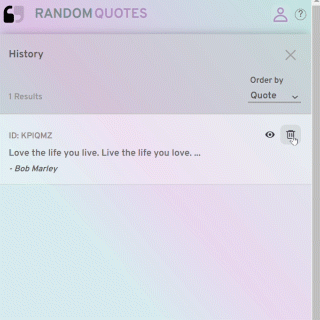 RANDOM QUOTES
?
History
Order by
1 Results
Quote
ID: KPIQMZ
Love the life you live. Live the life you love. ...
- Bob Marley